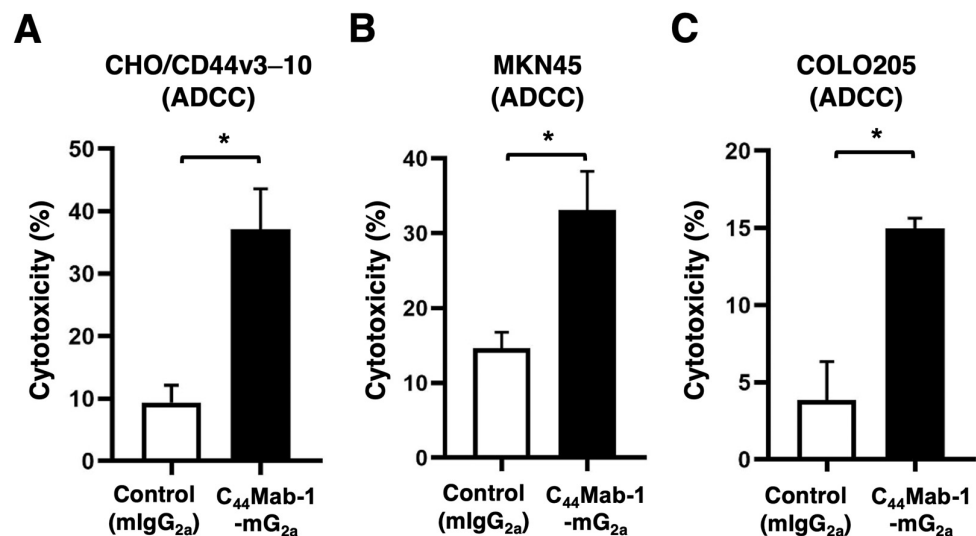 A
CHO/CD44v3–10
(ADCC)
*
Cytotoxicity (%)
50
40
30
20
10
0
Control
(mIgG2a)
C44Mab-1
-mG2a
B
MKN45
(ADCC)
*
Cytotoxicity (%)
40
30
20
10
0
Control
(mIgG2a)
C44Mab-1
-mG2a
C
COLO205
(ADCC)
*
Cytotoxicity (%)
20
15
10
5
0
Control
(mIgG2a)
C44Mab-1
-mG2a